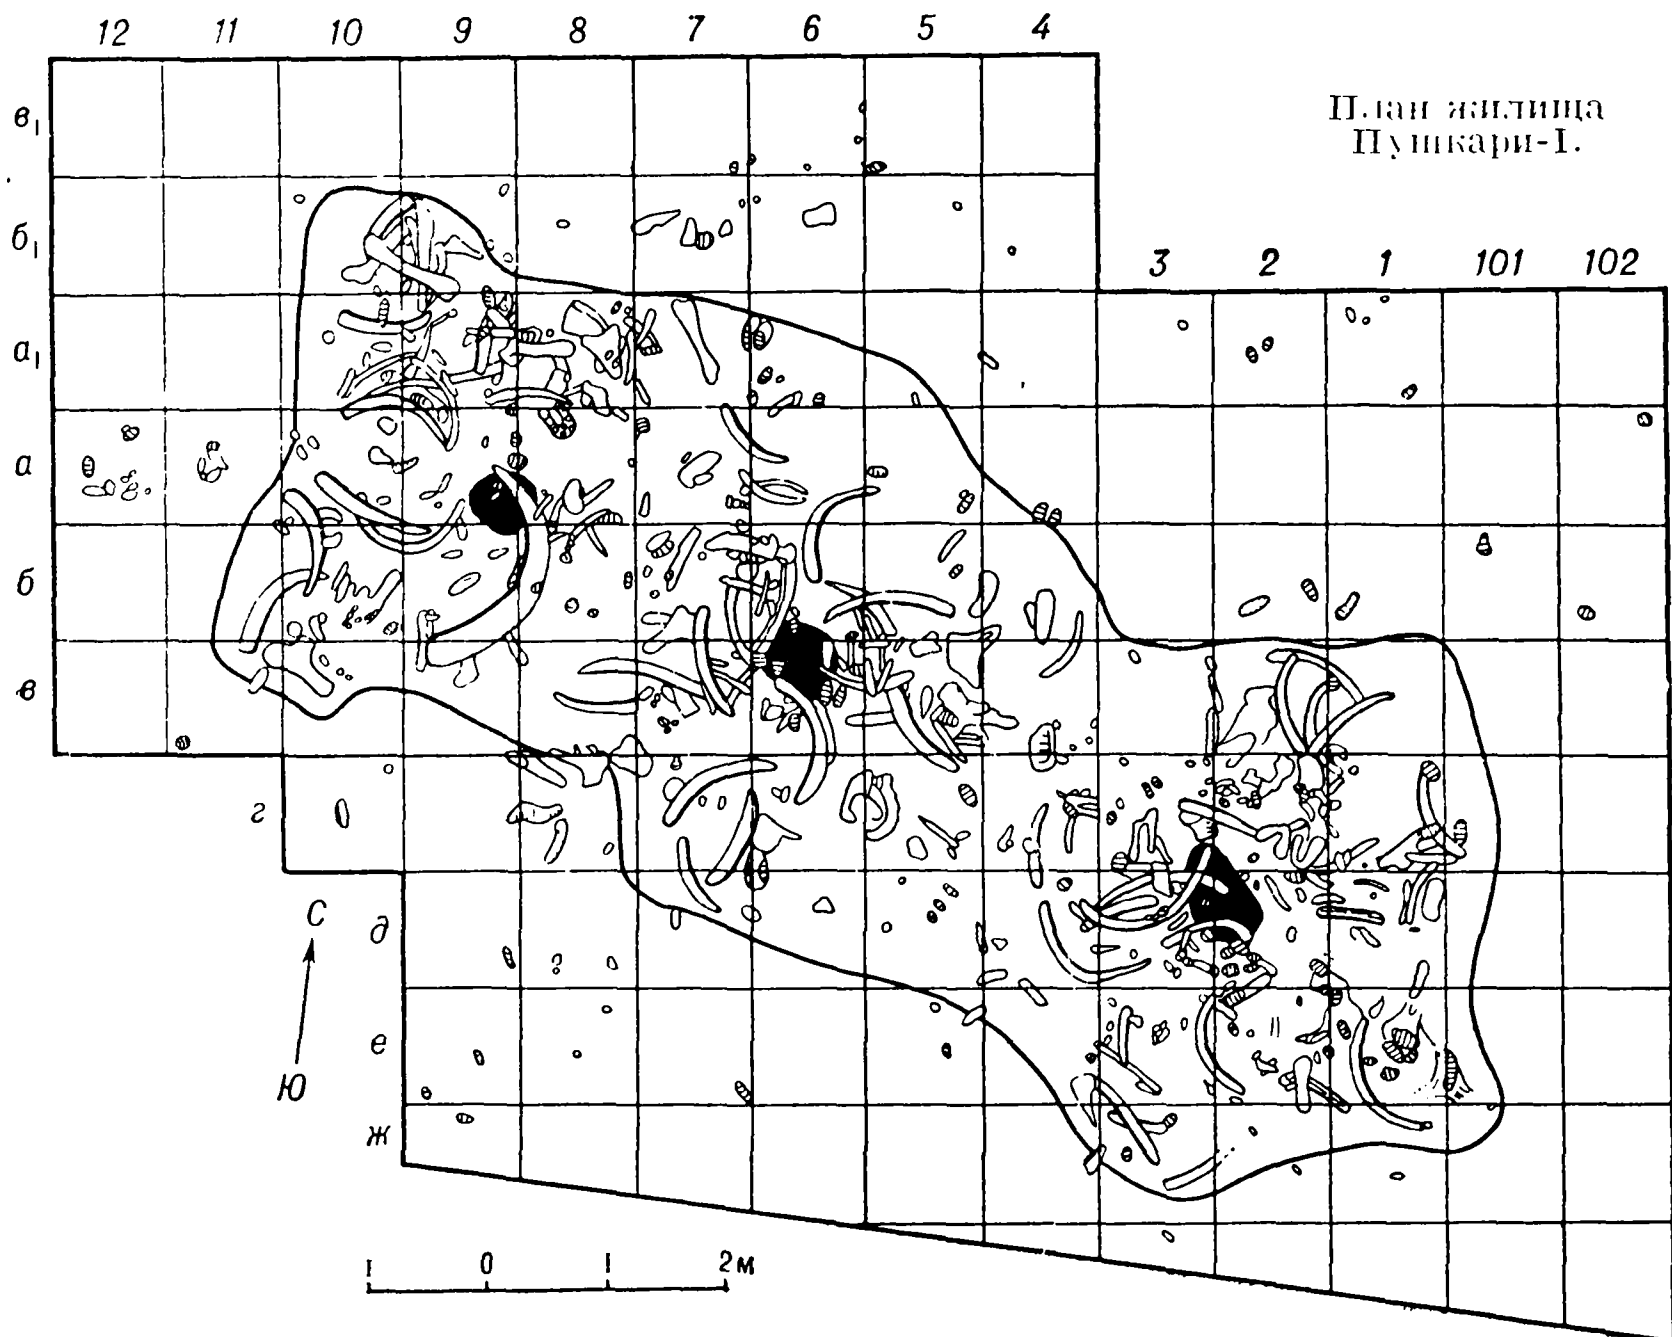 12 11 10 9 8 7 6 5 4
План жилища
Пушкари-I.
в₁
б₁
3 2 1 101 102
а₁
а
б
в
г
С
д
е
Ю
ж
1 0 1 2м